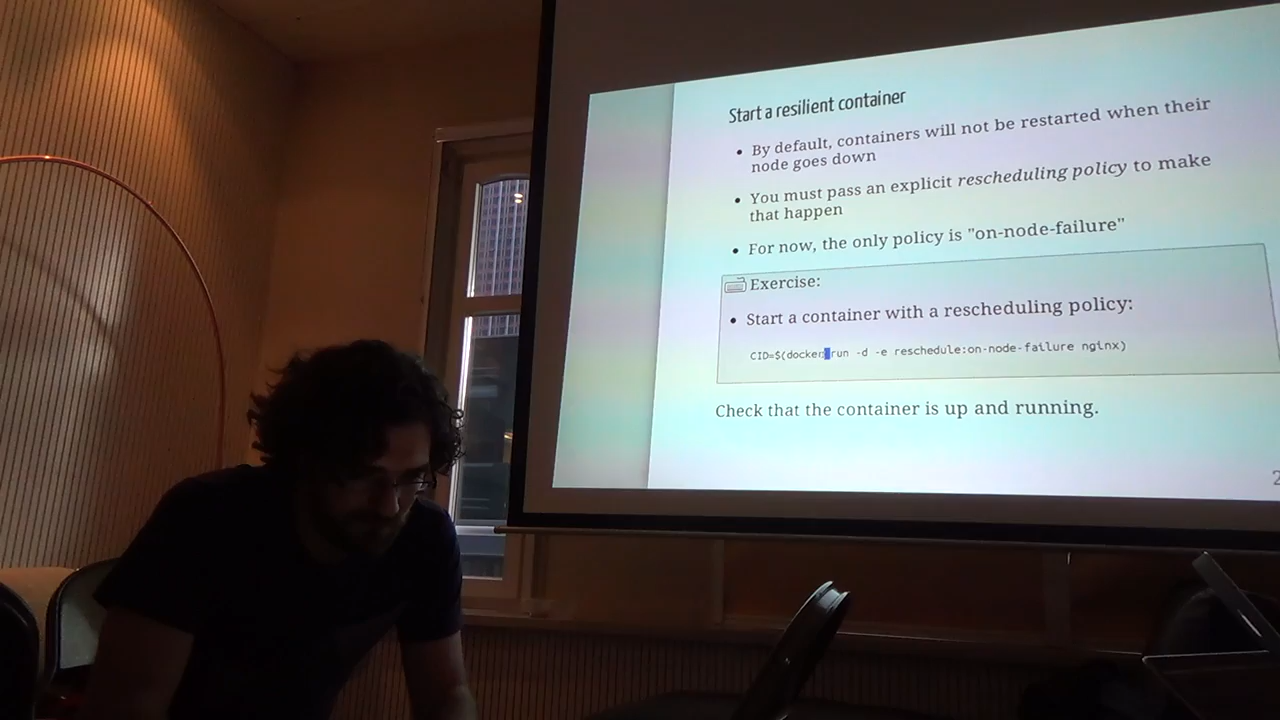 Start a resilient container
• By default, containers will not be restarted when their
node goes down
• You must pass an explicit rescheduling policy to make
that happen
• For now, the only policy is "on-node-failure"
Exercise:
• Start a container with a rescheduling policy:
CID=$(docker run -d -e reschedule:on-node-failure nginx)
Check that the container is up and running.